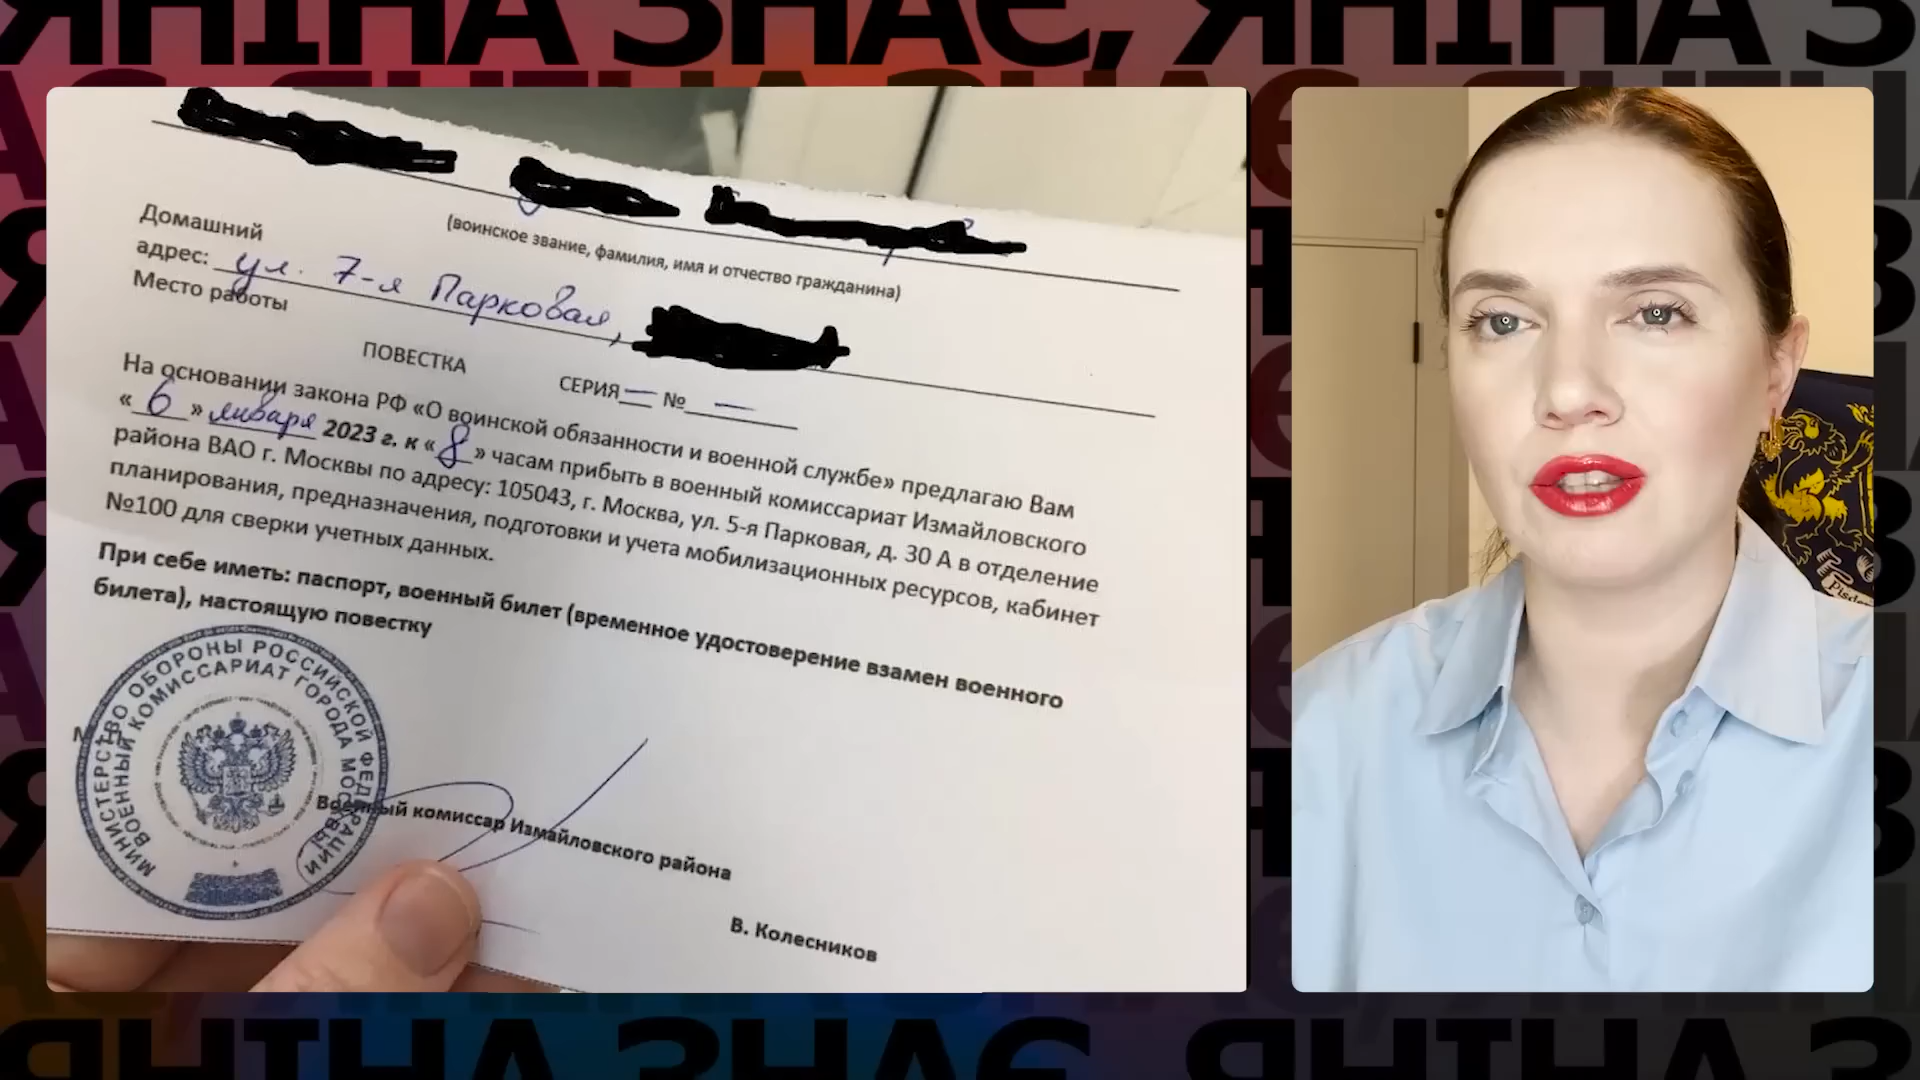 ЯНІНА ЗНАЄ, ЯНІНА З
(воинское звание, фамилия, имя и отчество гражданина)
Домашний
адрес: ул. 7-я Парковая,
Место работы
ПОВЕСТКА
СЕРИЯ — № —
На основании закона РФ «О воинской обязанности и военной службе» предлагаю Вам
«6» января 2023 г. к «8» часам прибыть в военный комиссариат Измайловского
района ВАО г. Москвы по адресу: 105043, г. Москва, ул. 5-я Парковая, д. 30 А в отделение
планирования, предназначения, подготовки и учета мобилизационных ресурсов, кабинет
№100 для сверки учетных данных.
При себе иметь: паспорт, военный билет (временное удостоверение взамен военного
билета), настоящую повестку
МИНИСТЕРСТВО ОБОРОНЫ РОССИЙСКОЙ ФЕДЕРАЦИИ
ВОЕННЫЙ КОМИССАРИАТ ГОРОДА МОСКВЫ
Военный комиссар Измайловского района
В. Колесников
ЯНІНА ЗНАЄ, ЯНІНА З